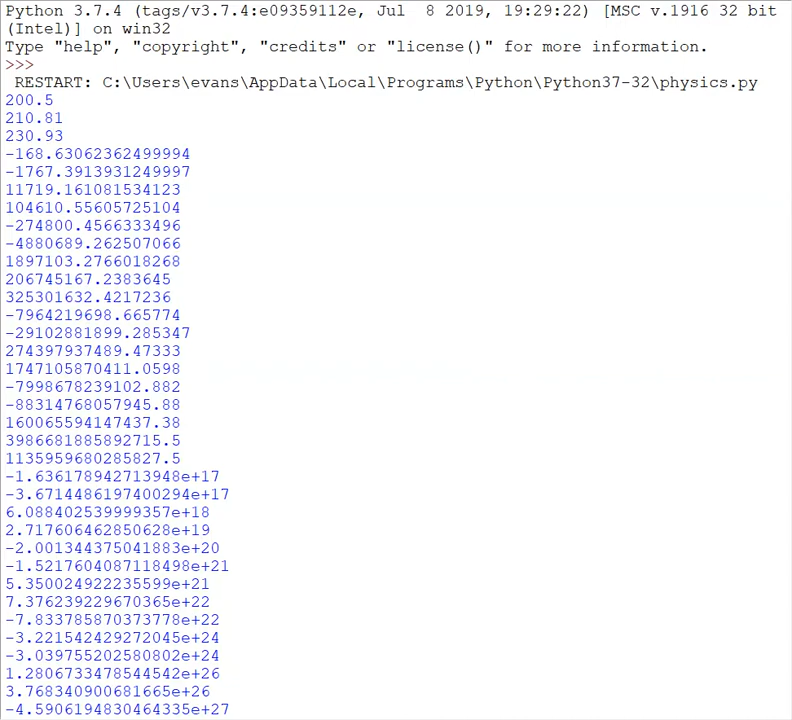 Python 3.7.4 (tags/v3.7.4:e09359112e, Jul  8 2019, 19:29:22) [MSC v.1916 32 bit
(Intel)] on win32
Type "help", "copyright", "credits" or "license()" for more information.
>>>
 RESTART: C:\Users\evans\AppData\Local\Programs\Python\Python37-32\physics.py
200.5
210.81
230.93
-168.63062362499994
-1767.3913931249997
11719.161081534123
104610.55605725104
-274800.4566333496
-4880689.262507066
1897103.2766018268
206745167.2383645
325301632.4217236
-7964219698.665774
-29102881899.285347
274397937489.47333
1747105870411.0598
-7998678239102.882
-88314768057945.88
160065594147437.38
3986681885892715.5
1135959680285827.5
-1.636178942713948e+17
-3.6714486197400294e+17
6.088402539999357e+18
2.717606462850628e+19
-2.001344375041883e+20
-1.5217604087118498e+21
5.350024922235599e+21
7.376239229670365e+22
-7.833785870373778e+22
-3.221542429272045e+24
-3.039755202580802e+24
1.2806733478544542e+26
3.768340900681665e+26
-4.5906194830464335e+27